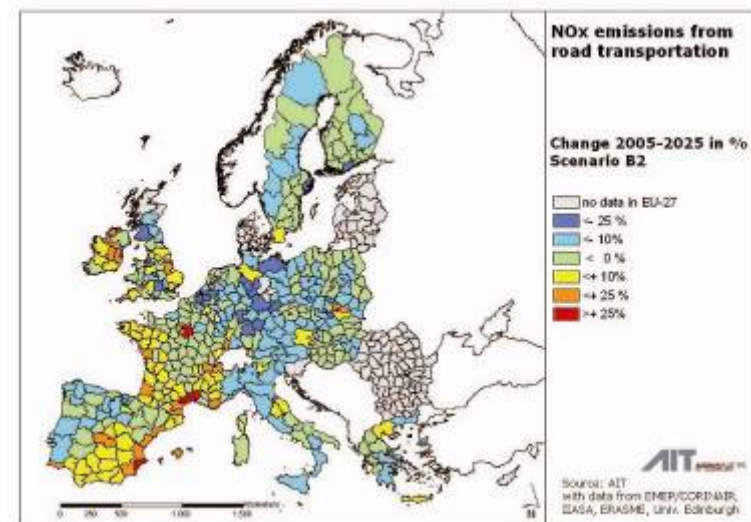 NOx emissions from
road transportation
Change 2005-2025 in %
Scenario B2
no data in EU-27
<- 25 %
<- 10%
< 0 %
<+ 10%
<+ 25 %
>+ 25%
AIT
Source: AIT
with data from EMEP/CORINAIR,
IIASA, ERASME, Univ. Edinburgh
0 250 500 1.000 1.500